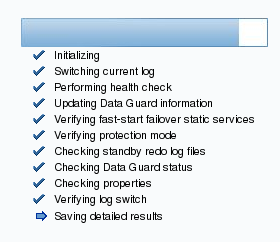 Initializing
Switching current log
Performing health check
Updating Data Guard information
Verifying fast-start failover static services
Verifying protection mode
Checking standby redo log files
Checking Data Guard status
Checking properties
Verifying log switch
Saving detailed results